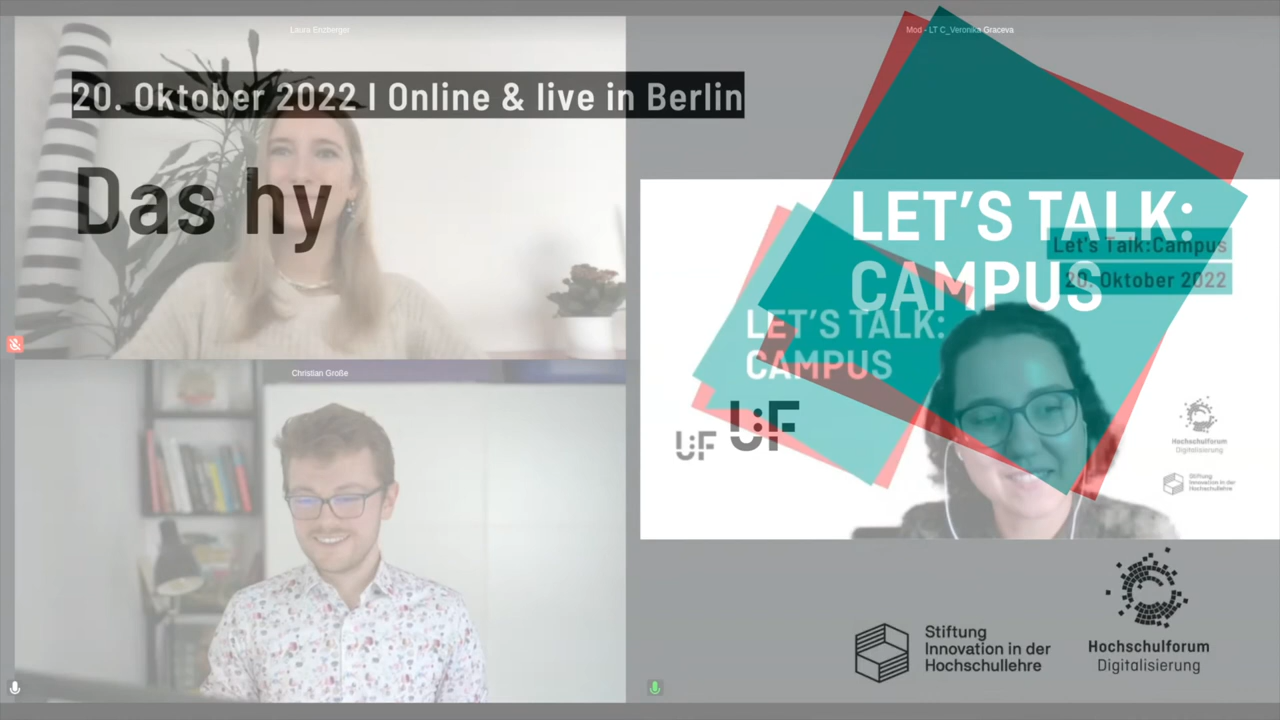 Laura Enzberger
Mod - LT C_Veronika Graceva
20. Oktober 2022 I Online & live in Berlin
Das hy
LET'S TALK:
CAMPUS
Let's Talk:Campus
20. Oktober 2022
LET'S TALK:
CAMPUS
Christian Große
U:F
U:F
Hochschulforum
Digitalisierung
Stiftung
Innovation in der
Hochschullehre
Stiftung
Innovation in der
Hochschullehre
Hochschulforum
Digitalisierung